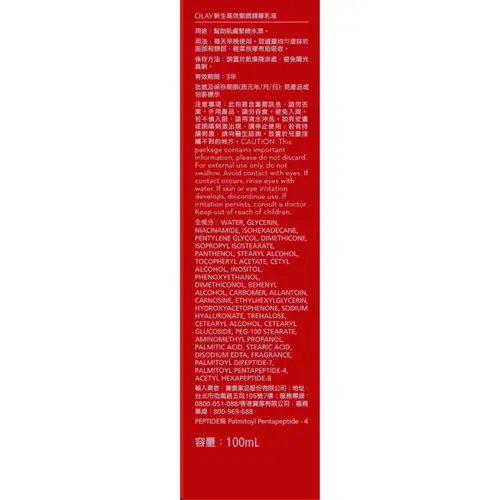 OLAY新生高效緊緻精華乳液
用途：幫助肌膚緊緻水潤。
用法：每天早晚使用。取適量均勻塗抹於
面部和頸部，輕柔按摩有助吸收。
保存方法：請置於乾燥陰涼處，避免陽光
直射。
有效期間：3年
批號及保存期限(西元年/月/日): 見產品或
包裝標示
注意事項：此包裝含重要訊息，請勿丟
棄。外用產品，請勿吞食。避免入眼。
若不慎入眼，請用清水沖洗。如有皮膚
或眼眶刺激出現，請停止使用，若有持
續刺激，請與醫生諮詢。放置於兒童接
觸不到的地方。CAUTION: This
package contains important
information, please do not discard.
For external use only, do not
swallow. Avoid contact with eyes. If
contact occurs, rinse eyes with
water. If skin or eye irritation
develops, discontinue use. If
irritation persists, consult a doctor.
Keep out of reach of children.
全成分：WATER, GLYCERIN,
NIACINAMIDE, ISOHEXADECANE,
PENTYLENE GLYCOL, DIMETHICONE,
ISOPROPYL ISOSTEARATE,
PANTHENOL, STEARYL ALCOHOL,
TOCOPHERYL ACETATE, CETYL
ALCOHOL, INOSITOL,
PHENOXYETHANOL,
DIMETHICONOL, BEHENYL
ALCOHOL, CARBOMER, ALLANTOIN,
CARNOSINE, ETHYLHEXYLGLYCERIN,
HYDROXYACETOPHENONE, SODIUM
HYALURONATE, TREHALOSE,
CETEARYL ALCOHOL, CETEARYL
GLUCOSIDE, PEG-100 STEARATE,
AMINOMETHYL PROPANOL,
PALMITIC ACID, STEARIC ACID,
DISODIUM EDTA, FRAGRANCE,
PALMITOYL DIPEPTIDE-7,
PALMITOYL PENTAPEPTIDE-4,
ACETYL HEXAPEPTIDE-8
輸入業者：寶僑家品股份有限公司；地址：
台北市信義路五段106號7樓；服務專線：
0800-051-088/香港寶潔有限公司；服務
專線：800-969-688
PEPTIDE指 Palmitoyl Pentapeptide - 4
容量：100mL